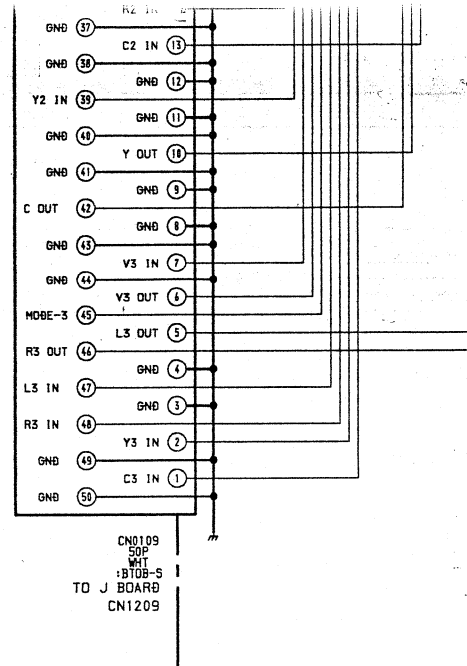 R2 IN
GND 37
C2 IN 13
GND 38
GND 12
Y2 IN 39
GND 11
GND 40
Y OUT 10
GND 41
GND 9
C OUT 42
GND 8
GND 43
V3 IN 7
GND 44
V3 OUT 6
MODE-3 45
L3 OUT 5
R3 OUT 46
GND 4
L3 IN 47
GND 3
R3 IN 48
Y3 IN 2
GND 49
C3 IN 1
GND 50
CN0109
50P
WHT
:BTOB-S
TO J BOARD
CN1209